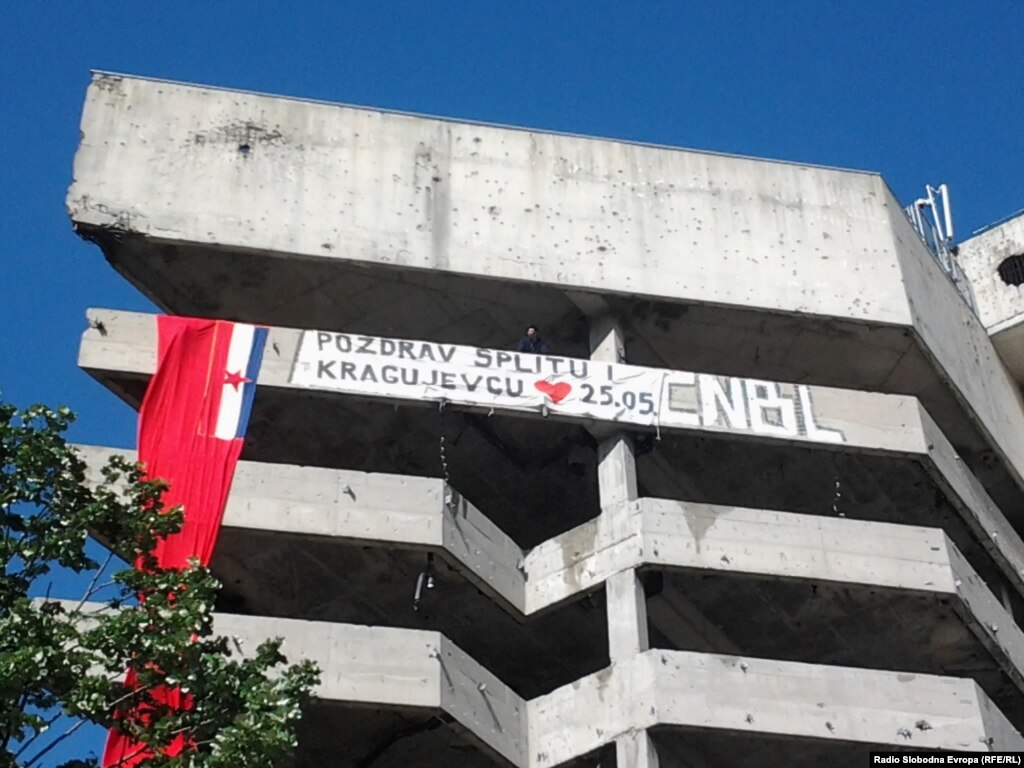 POZDRAV SPLITU I
KRAGUJEVCU ❤ 25.05.
CNBL
Radio Slobodna Evropa (RFE/RL)